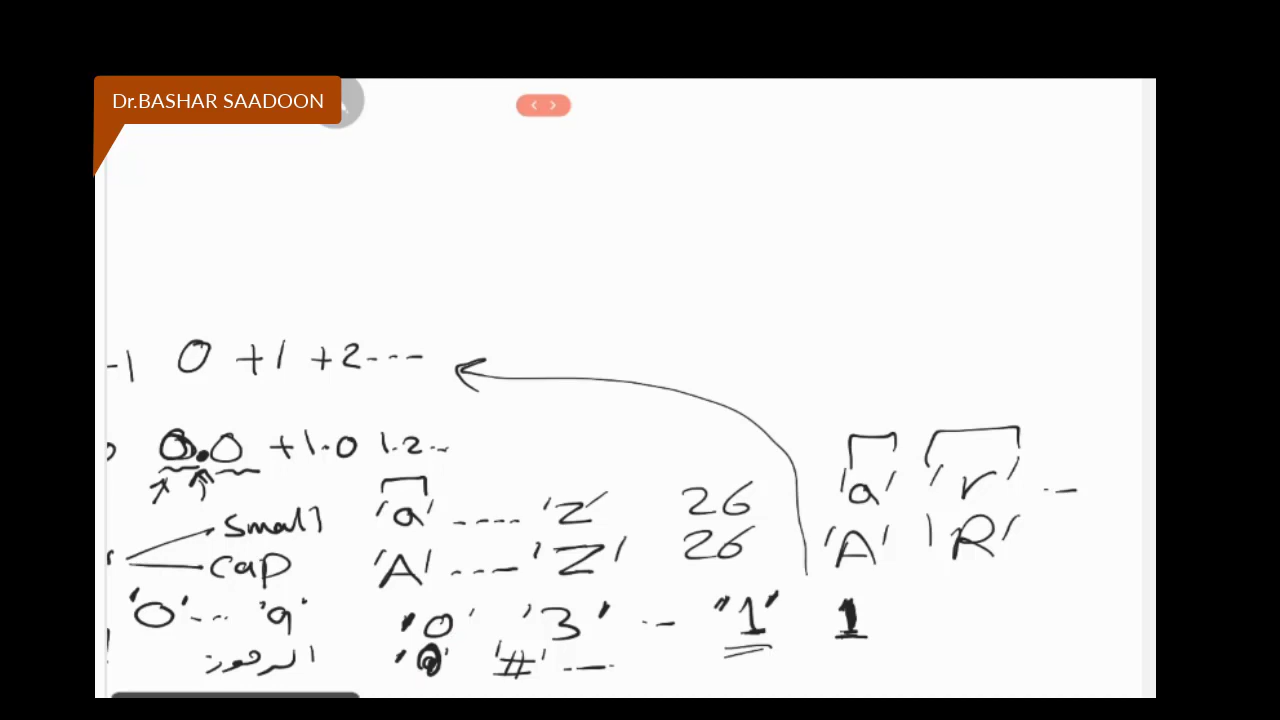 Dr.BASHAR SAADOON
-1 0 +1 +2----
0.0 +1.0 1.2--
'a' 'r' --
small 'a' ---- 'z' 26
cap 'A' ---- 'Z' 26 'A' 'R'
'0'--- '9' '0' '3' -- '1' 1
الرموز '@' '#' ---